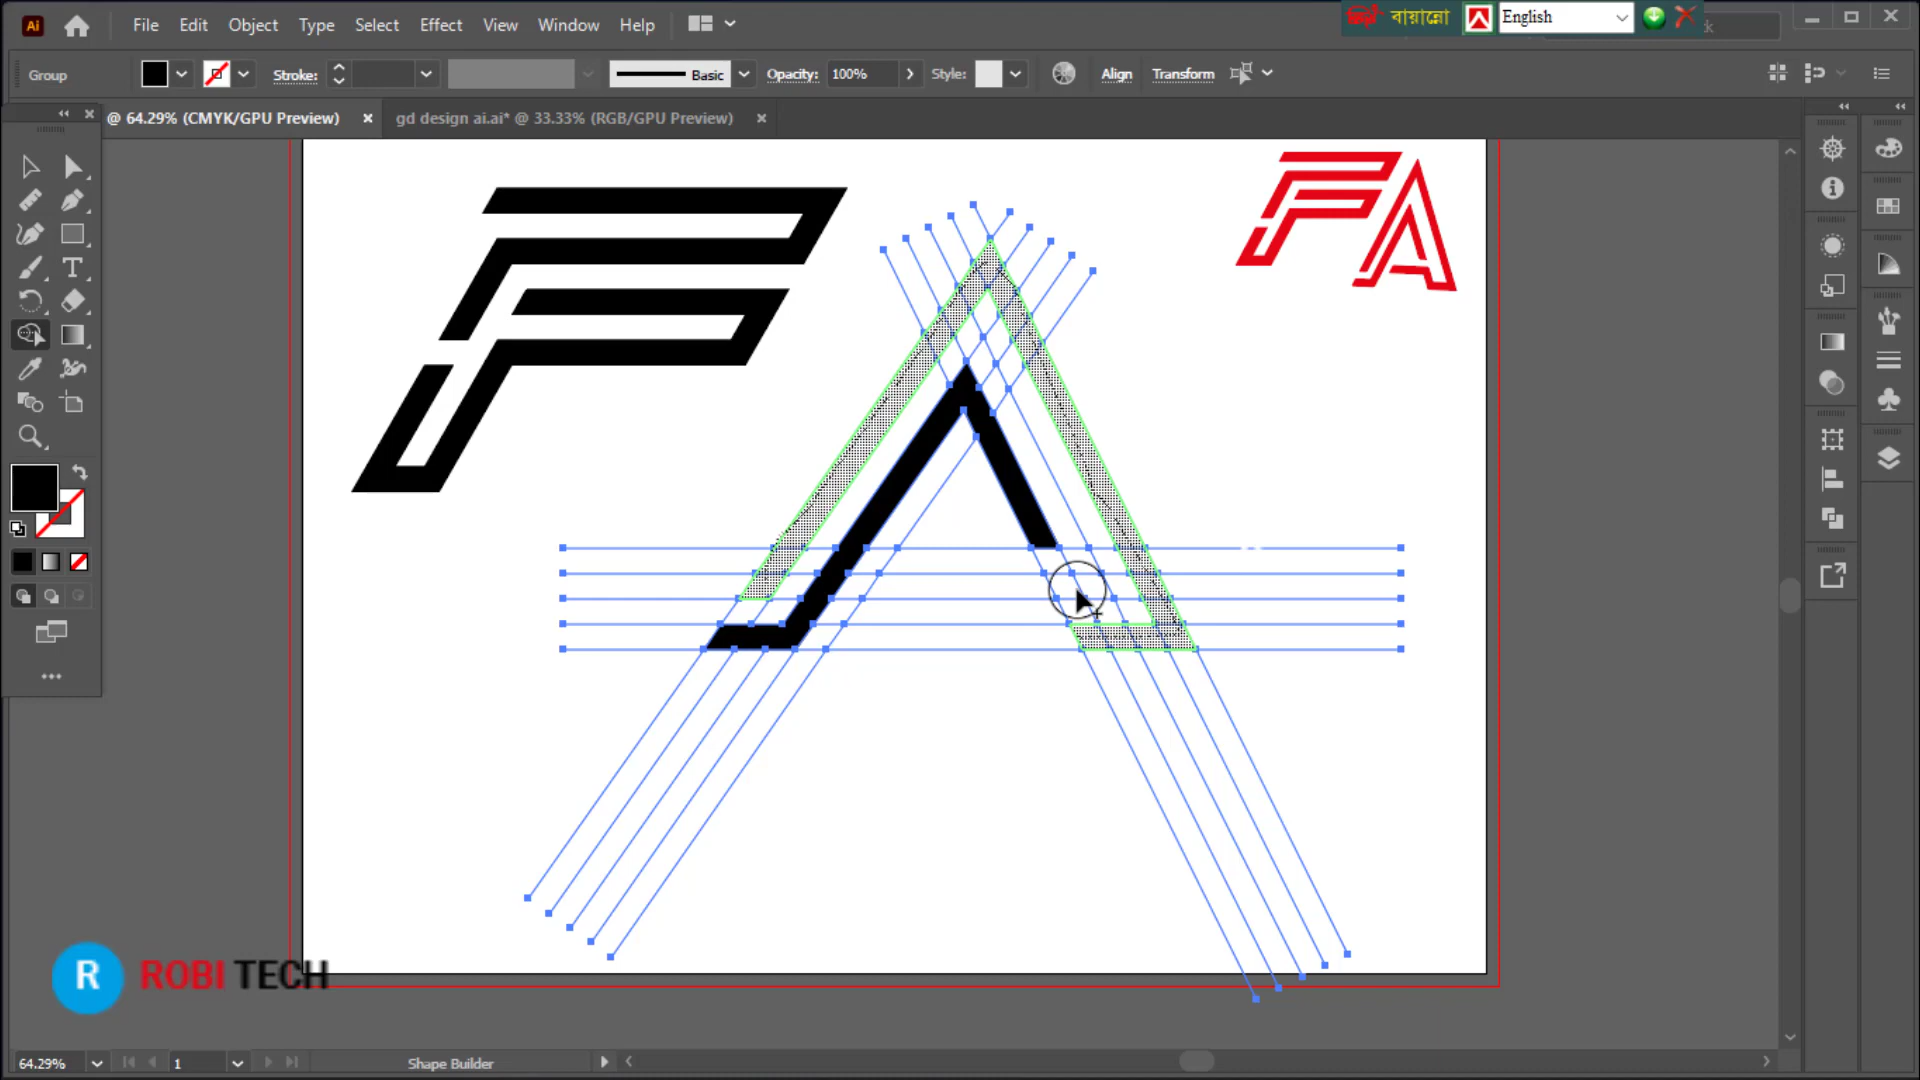 Ai File Edit Object Type Select Effect View Window Help
বায়ান্নো English
Group Stroke: Basic Opacity: 100% Style: Align Transform
@ 64.29% (CMYK/GPU Preview) × gd design ai.ai* @ 33.33% (RGB/GPU Preview) ×
FA
F
A
T
R ROBI TECH
64.29% 1 Shape Builder